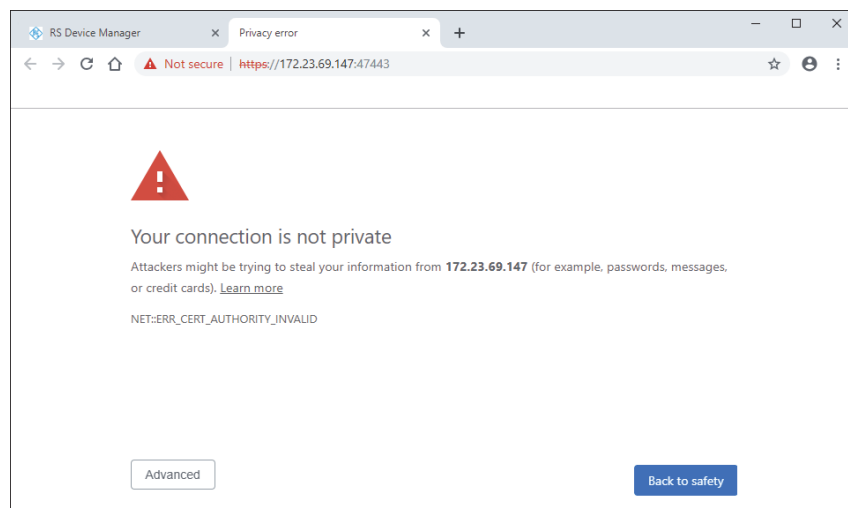 RS Device Manager
Privacy error
Not secure | https://172.23.69.147:47443
Your connection is not private
Attackers might be trying to steal your information from 172.23.69.147 (for example, passwords, messages,
or credit cards). Learn more
NET::ERR_CERT_AUTHORITY_INVALID
Advanced
Back to safety